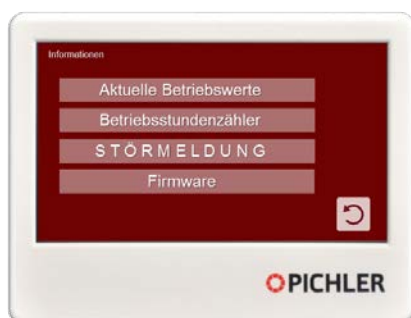 Informationen
Aktuelle Betriebswerte
Betriebsstundenzähler
STÖRMELDUNG
Firmware
PICHLER